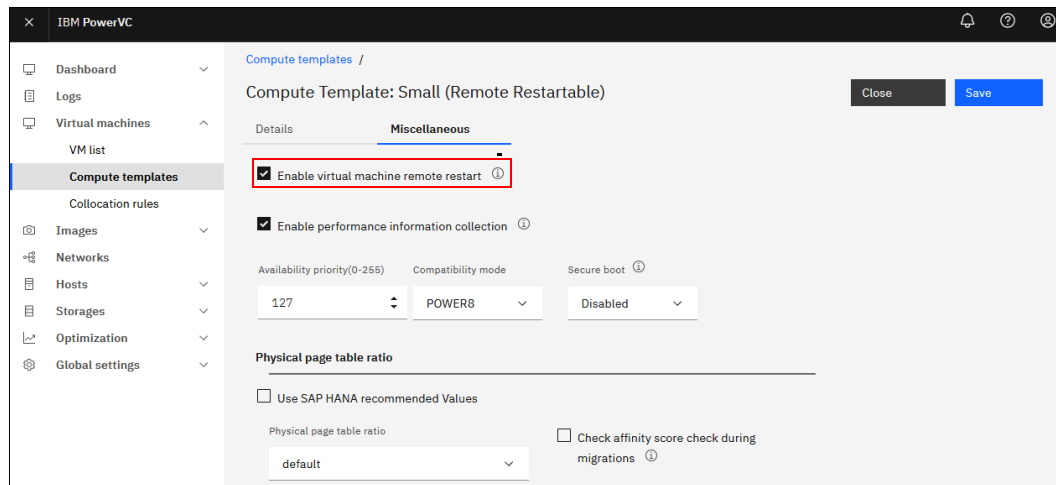 IBM PowerVC
Dashboard
Logs
Virtual machines
VM list
Compute templates
Collocation rules
Images
Networks
Hosts
Storages
Optimization
Global settings
Compute templates /
Compute Template: Small (Remote Restartable)
Close
Save
Details
Miscellaneous
Enable virtual machine remote restart
Enable performance information collection
Availability priority(0-255)
Compatibility mode
Secure boot
127
POWER8
Disabled
Physical page table ratio
Use SAP HANA recommended Values
Physical page table ratio
default
Check affinity score check during
migrations